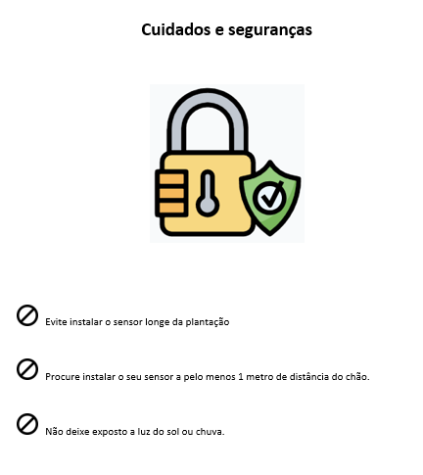 Cuidados e seguranças
Evite instalar o sensor longe da plantação
Procure instalar o seu sensor a pelo menos 1 metro de distância do chão.
Não deixe exposto a luz do sol ou chuva.